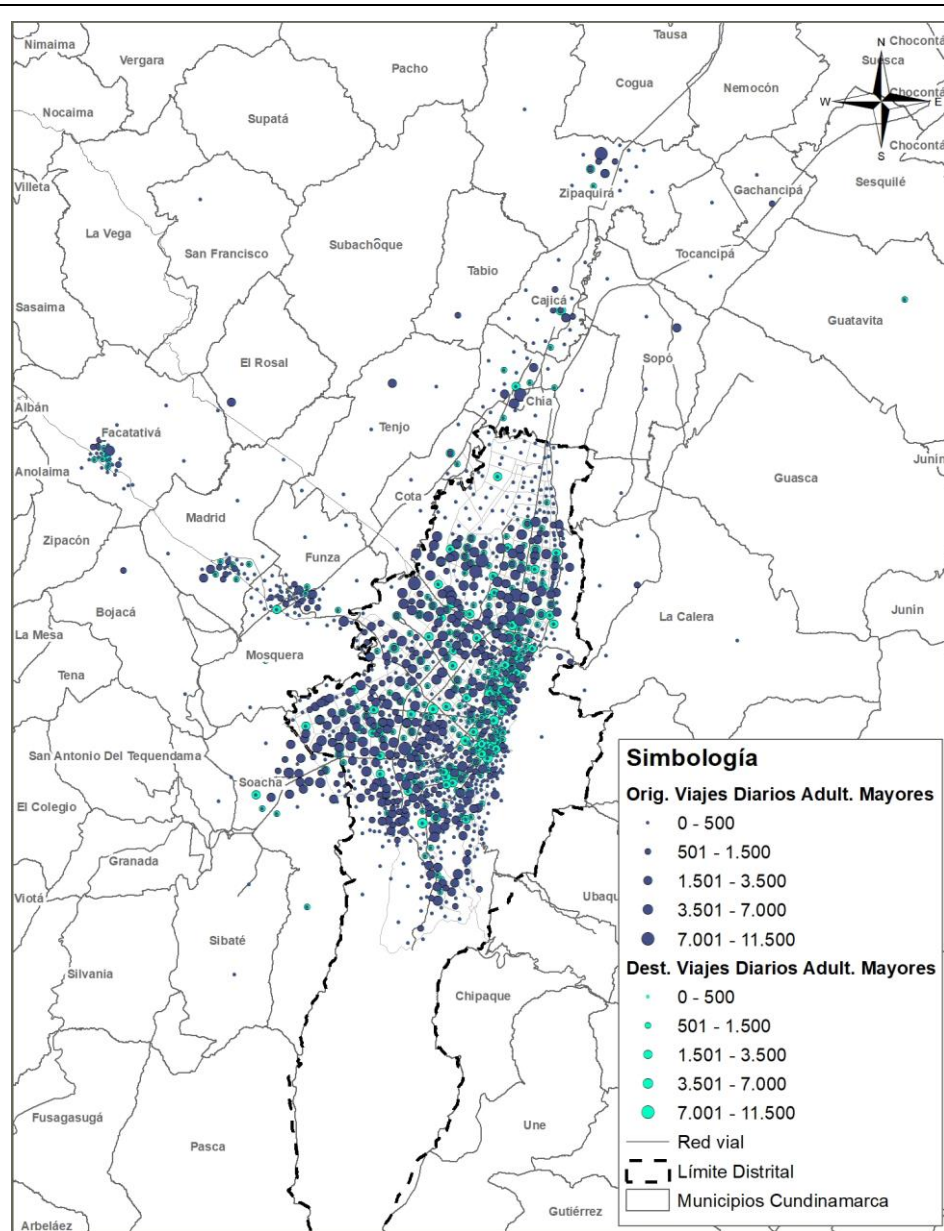 Nimaima
Vergara
Pacho
Tausa
Cogua
Nemocón
N
Chocontá
Suesca
Chocontá
W
E
S
Chocontá
Nocaima
Supatá
Villeta
Zipaquirá
Gachancipá
Sesquilé
La Vega
San Francisco
Subachoque
Tabio
Tocancipá
Sasaima
Cajicá
Guatavita
El Rosal
Sopó
Albán
Chia
Facatativá
Tenjo
Anolaima
Junín
Guasca
Cota
Madrid
Zipacón
Funza
Bojacá
La Calera
Junin
La Mesa
Mosquera
Tena
San Antonio Del Tequendama
Soacha
El Colegio
Granada
Viotá
Ubaqu
Sibaté
Silvania
Chipaque
Fusagasugá
Pasca
Une
Arbeláez
Gutiérrez
Simbología
Orig. Viajes Diarios Adult. Mayores
0 - 500
501 - 1.500
1.501 - 3.500
3.501 - 7.000
7.001 - 11.500
Dest. Viajes Diarios Adult. Mayores
0 - 500
501 - 1.500
1.501 - 3.500
3.501 - 7.000
7.001 - 11.500
Red vial
Límite Distrital
Municipios Cundinamarca